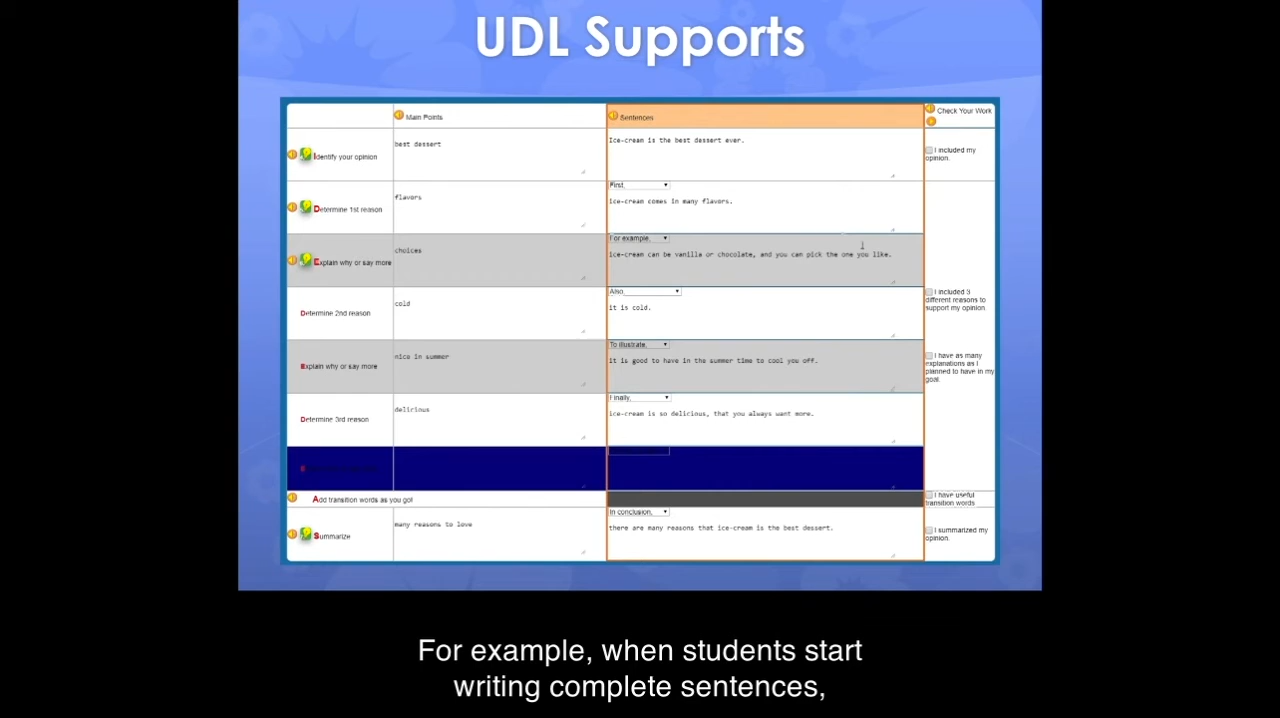 UDL Supports
Main Points
Sentences
Check Your Work
Identify your opinion
best dessert
Ice-cream is the best dessert ever.
I included my
opinion.
Determine 1st reason
flavors
First,
ice-cream comes in many flavors.
Explain why or say more
choices
For example,
ice-cream can be vanilla or chocolate, and you can pick the one you like.
Determine 2nd reason
cold
Also,
it is cold.
I included 3
different reasons to
support my opinion
Explain why or say more
nice in summer
To illustrate,
it is good to have in the summer time to cool you off.
I have as many
explanations as I
planned to have in my
goal.
Determine 3rd reason
delicious
Finally,
ice-cream is so delicious, that you always want more.
E
Add transition words as you go!
I have useful
transition words
Summarize
many reasons to love
In conclusion,
there are many reasons that ice-cream is the best dessert.
I summarized my
opinion.
For example, when students start
writing complete sentences,